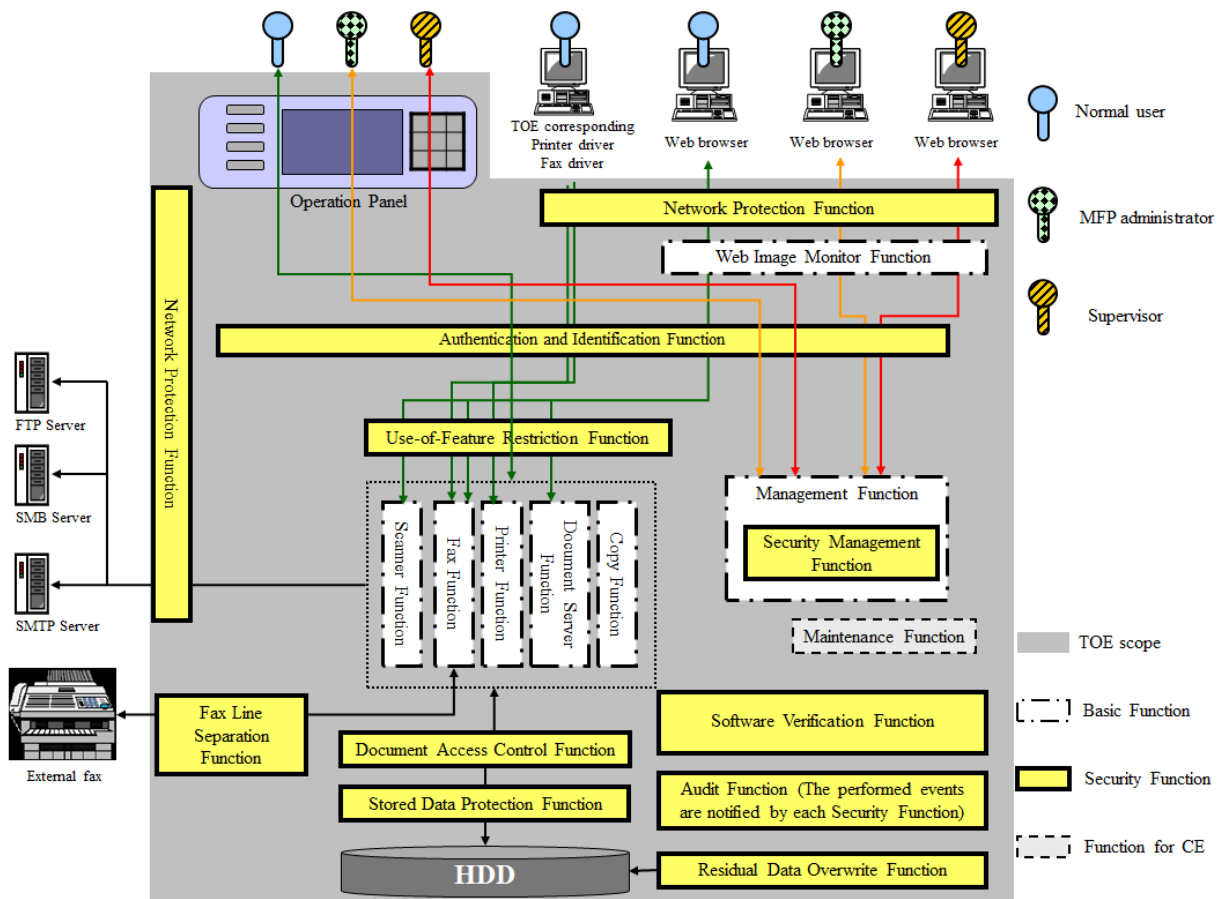 TOE corresponding
Printer driver
Fax driver
Web browser
Web browser
Web browser
Normal user
Operation Panel
Network Protection Function
MFP administrator
Web Image Monitor Function
Supervisor
Network Protection Function
Authentication and Identification Function
FTP Server
Use-of-Feature Restriction Function
SMB Server
Management Function
Security Management
Function
Scanner Function
Fax Function
Printer Function
Document Server
Function
Copy Function
SMTP Server
Maintenance Function
TOE scope
Fax Line
Separation
Function
Software Verification Function
Basic Function
External fax
Document Access Control Function
Stored Data Protection Function
Audit Function (The performed events
are notified by each Security Function)
Security Function
HDD
Residual Data Overwrite Function
Function for CE